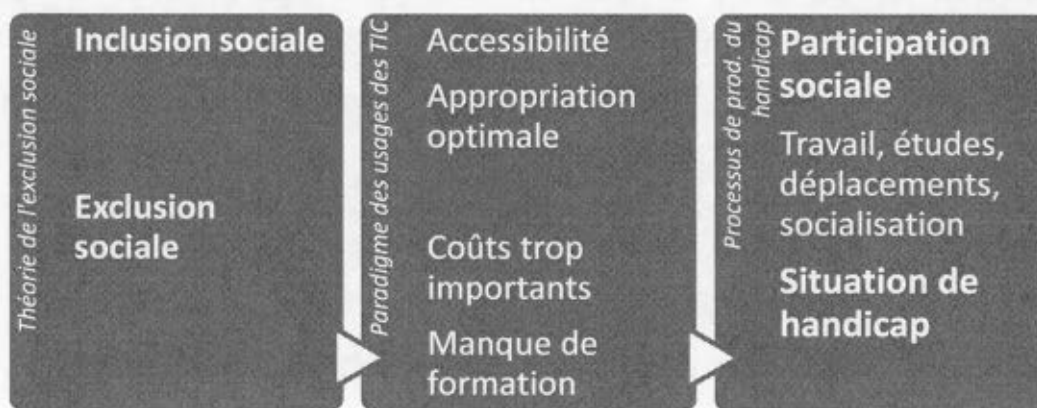 Théorie de l'exclusion sociale
Inclusion sociale
Exclusion
sociale
Paradigme des usages des TIC
Accessibilité
Appropriation
optimale
Coûts trop
importants
Manque de
formation
Processus de prod. du
handicap
Participation
sociale
Travail, études,
déplacements,
socialisation
Situation de
handicap